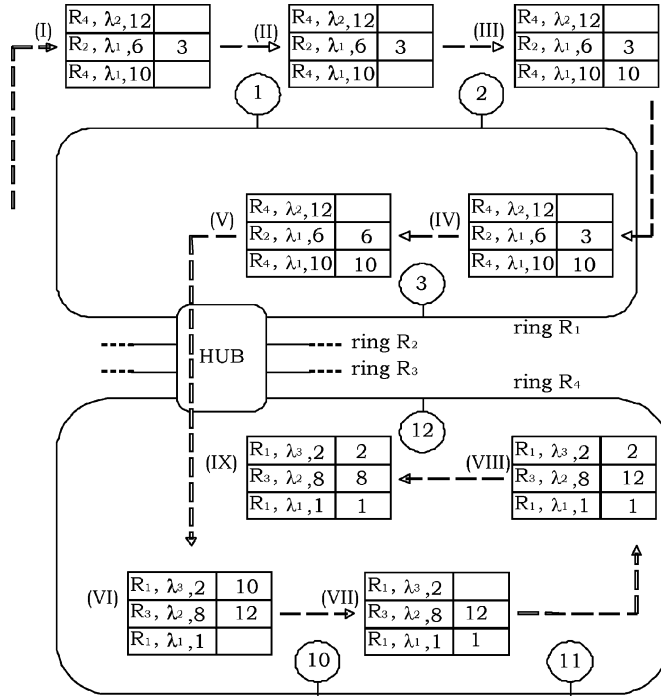 (I) (II) (III)
R4, λ2,12 R4, λ2,12 R4, λ2,12
R2, λ1,6 3 R2, λ1,6 3 R2, λ1,6 3
R4, λ1,10 R4, λ1,10 R4, λ1,10 10
1 2
(V) (IV)
R4, λ2,12 R4, λ2,12
R2, λ1,6 6 R2, λ1,6 3
R4, λ1,10 10 R4, λ1,10 10
3
ring R1
HUB
ring R2
ring R3
ring R4
12
(IX) (VIII)
R1, λ3,2 2 R1, λ3,2 2
R3, λ2,8 8 R3, λ2,8 12
R1, λ1,1 1 R1, λ1,1 1
(VI) (VII)
R1, λ3,2 10 R1, λ3,2
R3, λ2,8 12 R3, λ2,8 12
R1, λ1,1 R1, λ1,1 1
10 11